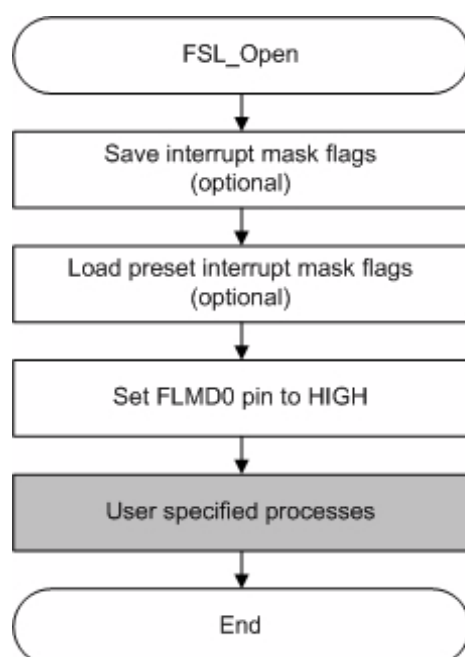 FSL_Open
Save interrupt mask flags
(optional)
Load preset interrupt mask flags
(optional)
Set FLMD0 pin to HIGH
User specified processes
End